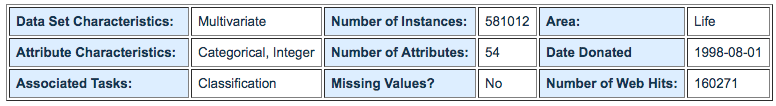 Data Set Characteristics: Multivariate Number of Instances: 581012 Area: Life
Attribute Characteristics: Categorical, Integer Number of Attributes: 54 Date Donated 1998-08-01
Associated Tasks: Classification Missing Values? No Number of Web Hits: 160271